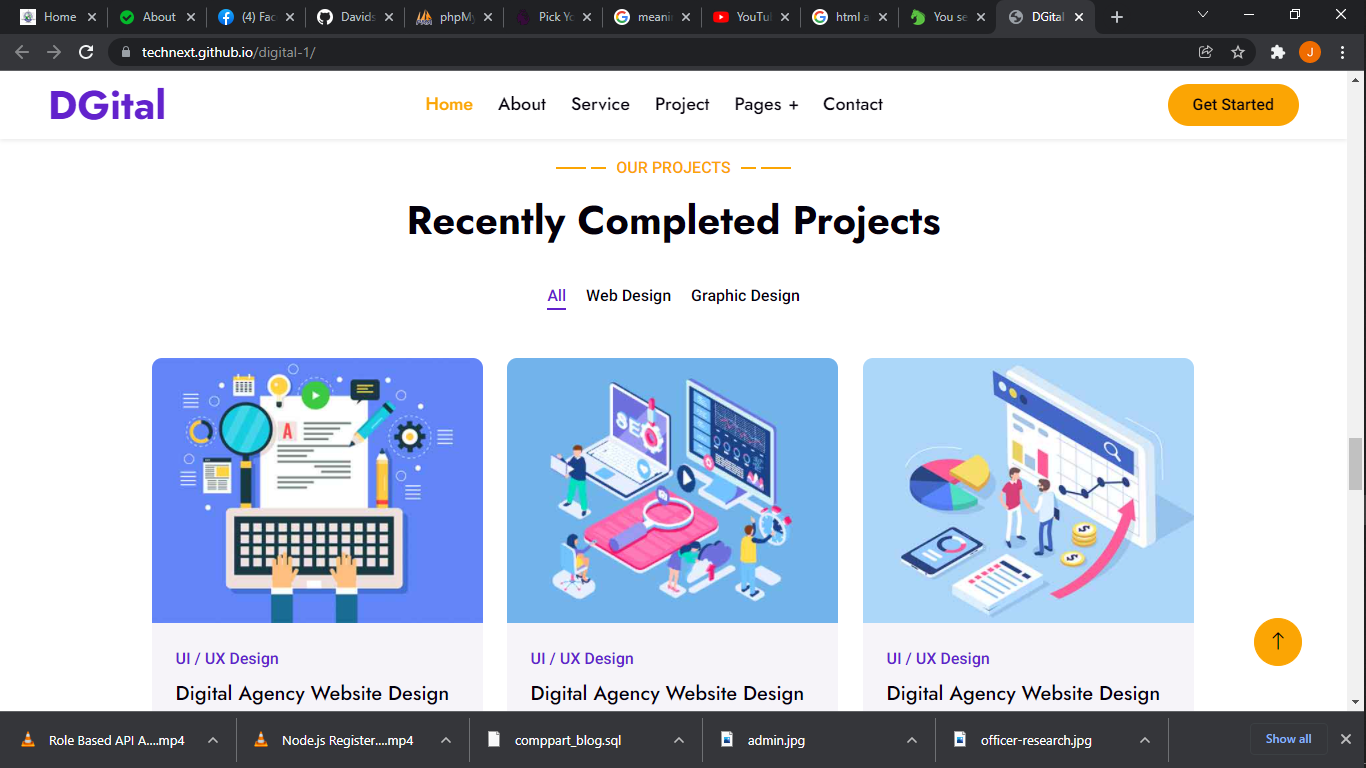 Home
About
(4) Fac
Davids
phpMy
Pick Yo
meanin
YouTu
html a
You se
DGital
technext.github.io/digital-1/
J
DGital
Home
About
Service
Project
Pages +
Contact
Get Started
OUR PROJECTS
Recently Completed Projects
All
Web Design
Graphic Design
A
SEO
UI / UX Design
UI / UX Design
UI / UX Design
Digital Agency Website Design
Digital Agency Website Design
Digital Agency Website Design
Role Based API A....mp4
Node.js Register....mp4
comppart_blog.sql
admin.jpg
officer-research.jpg
Show all